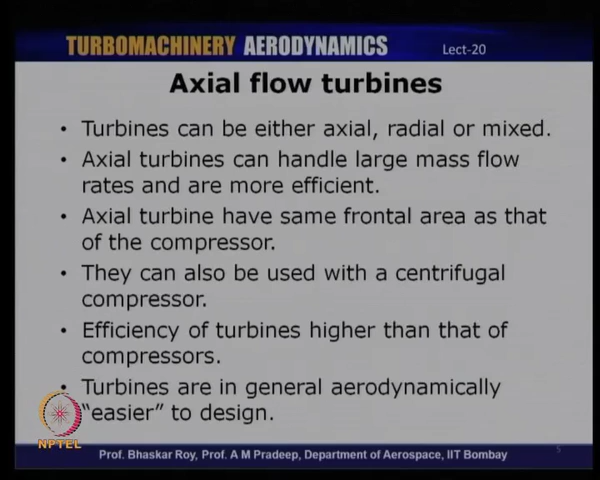 TURBOMACHINERY AERODYNAMICS Lect-20
Axial flow turbines
• Turbines can be either axial, radial or mixed.
• Axial turbines can handle large mass flow
rates and are more efficient.
• Axial turbine have same frontal area as that
of the compressor.
• They can also be used with a centrifugal
compressor.
• Efficiency of turbines higher than that of
compressors.
• Turbines are in general aerodynamically
“easier” to design.
NPTEL
Prof. Bhaskar Roy, Prof. A M Pradeep, Department of Aerospace, IIT Bombay
5